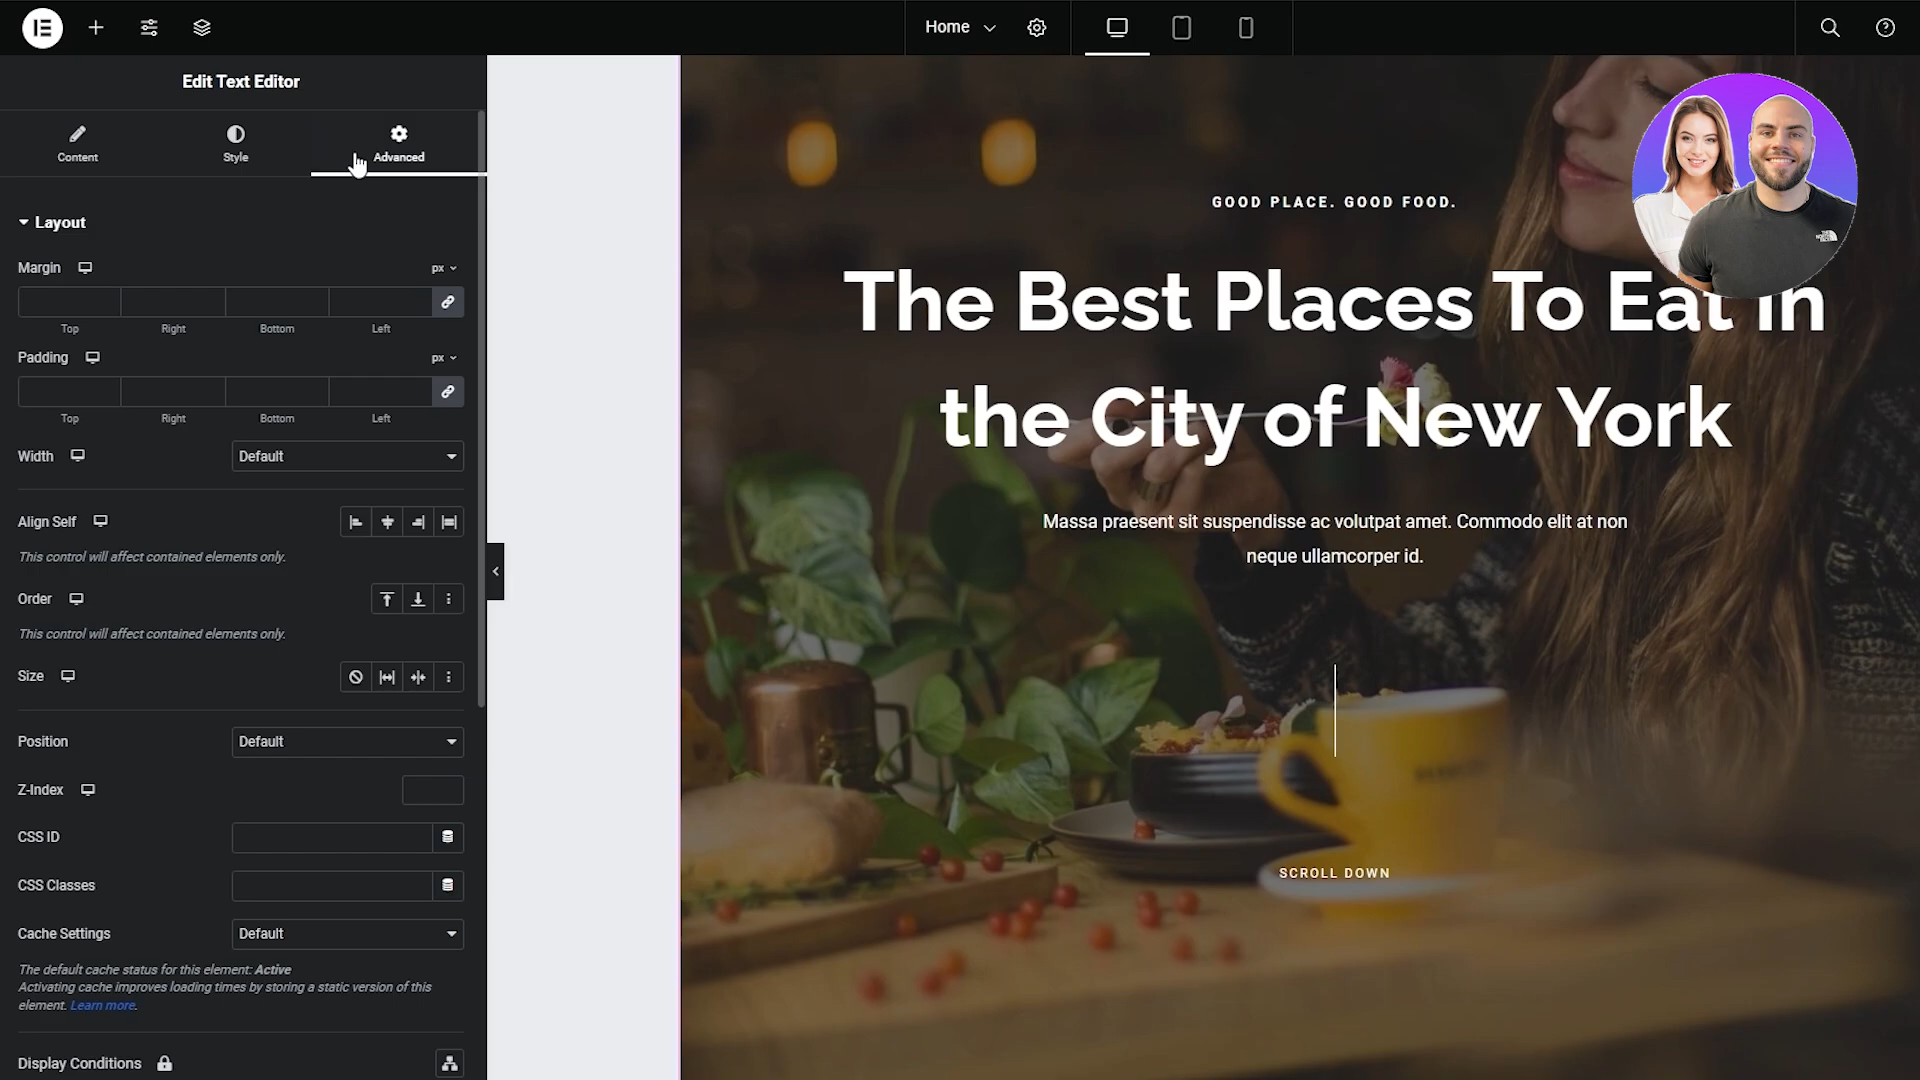 Home
Edit Text Editor
Content
Style
Advanced
Layout
Margin
px
Top
Right
Bottom
Left
Padding
px
Top
Right
Bottom
Left
Width
Default
Align Self
This control will affect contained elements only.
Order
This control will affect contained elements only.
Size
Position
Default
Z-Index
CSS ID
CSS Classes
Cache Settings
Default
The default cache status for this element: Active
Activating cache improves loading times by storing a static version of this
element. Learn more.
Display Conditions
GOOD PLACE. GOOD FOOD.
The Best Places To Eat in
the City of New York
Massa praesent sit suspendisse ac volutpat amet. Commodo elit at non
neque ullamcorper id.
SCROLL DOWN